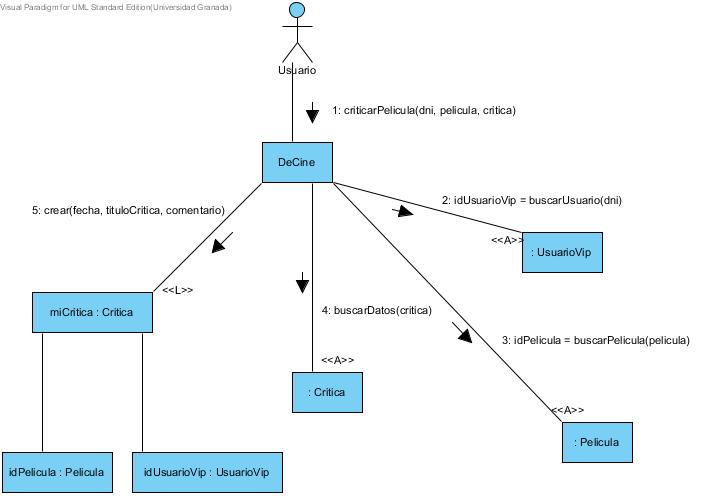 Visual Paradigm for UML Standard Edition(Universidad Granada)
Usuario
1: criticarPelicula(dni, pelicula, critica)
DeCine
2: idUsuarioVip = buscarUsuario(dni)
5: crear(fecha, tituloCritica, comentario)
<<A>>
: UsuarioVip
<<L>>
miCritica : Critica
4: buscarDatos(critica)
3: idPelicula = buscarPelicula(pelicula)
<<A>>
: Critica
<<A>>
: Pelicula
idPelicula : Pelicula
idUsuarioVip : UsuarioVip